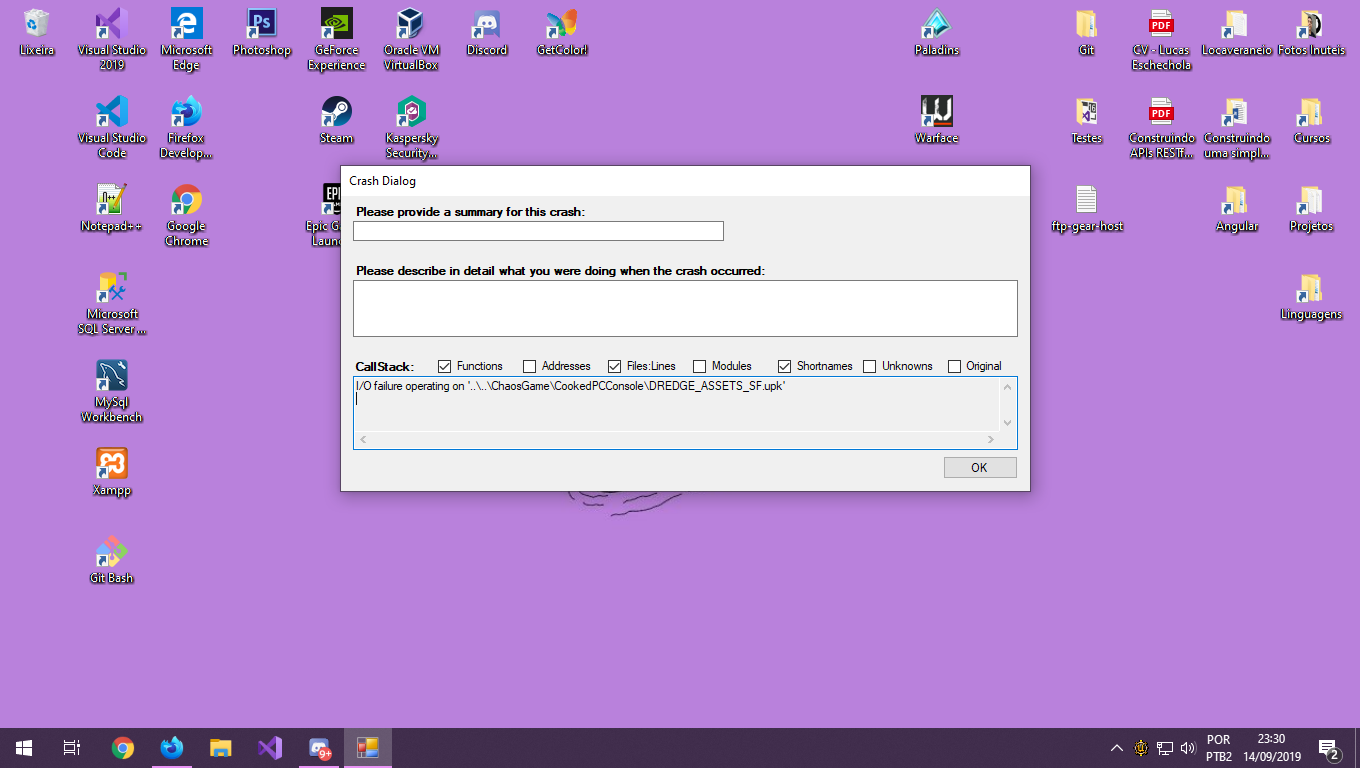 Lixeira
Visual Studio 2019
Microsoft Edge
Photoshop
GeForce Experience
Oracle VM VirtualBox
Discord
GetColor!
Paladins
Git
CV - Lucas Eschechola
Locaveraneio
Fotos Inuteis
Visual Studio Code
Firefox Develop...
Steam
Kaspersky Security...
Warface
Testes
Construindo APIs RESTf...
Construindo uma simpl...
Cursos
Notepad++
Google Chrome
ftp-gear-host
Angular
Projetos
Microsoft SQL Server ...
Linguagens
MySql Workbench
Xampp
Git Bash
Crash Dialog
Please provide a summary for this crash:
Please describe in detail what you were doing when the crash occurred:
CallStack: Functions Addresses Files:Lines Modules Shortnames Unknowns Original
I/O failure operating on '..\..\ChaosGame\CookedPCConsole\DREDGE_ASSETS_SF.upk'
OK
9+
POR
PTB2
23:30
14/09/2019
2